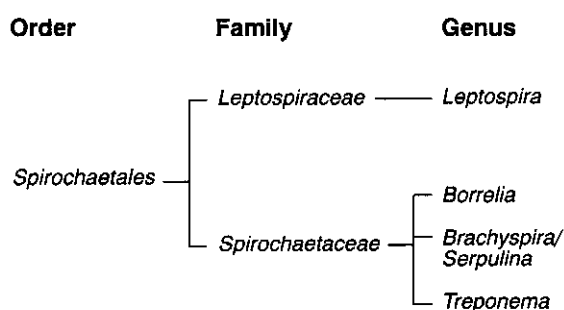 Order Family Genus
Leptospiraceae Leptospira
Spirochaetales
Borrelia
Spirochaetaceae Brachyspira/
Serpulina
Treponema